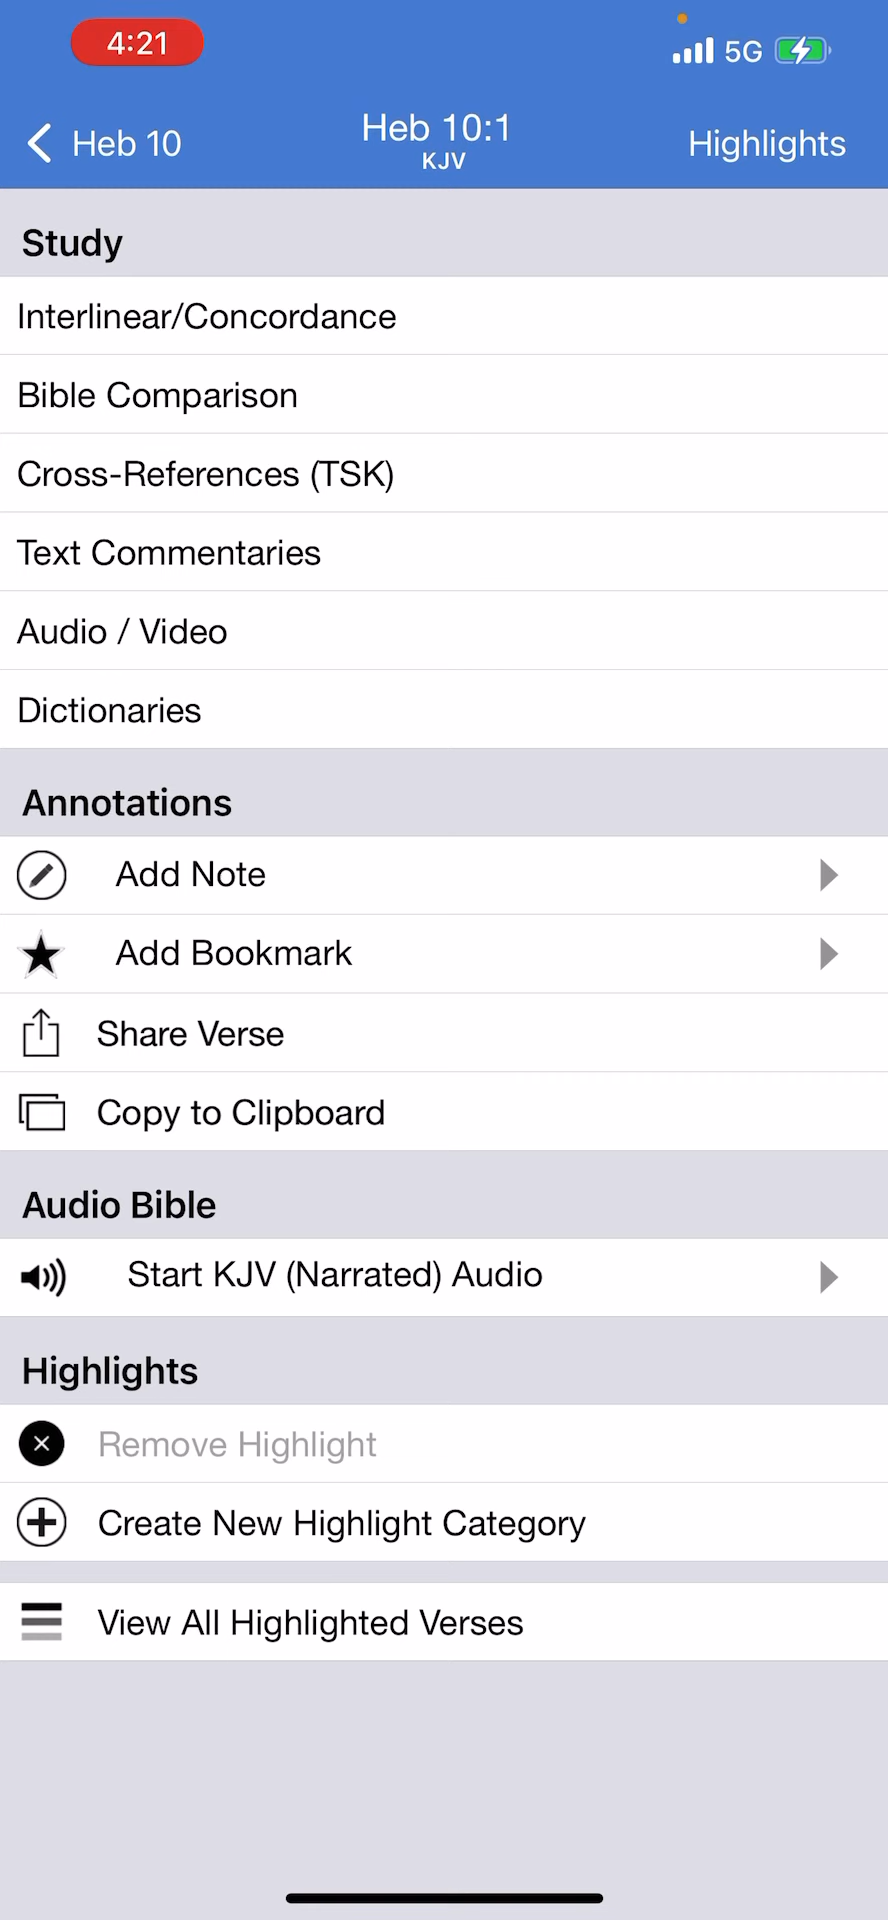 4:21
5G
Heb 10
Heb 10:1
KJV
Highlights
Study
Interlinear/Concordance
Bible Comparison
Cross-References (TSK)
Text Commentaries
Audio / Video
Dictionaries
Annotations
Add Note
Add Bookmark
Share Verse
Copy to Clipboard
Audio Bible
Start KJV (Narrated) Audio
Highlights
Remove Highlight
Create New Highlight Category
View All Highlighted Verses